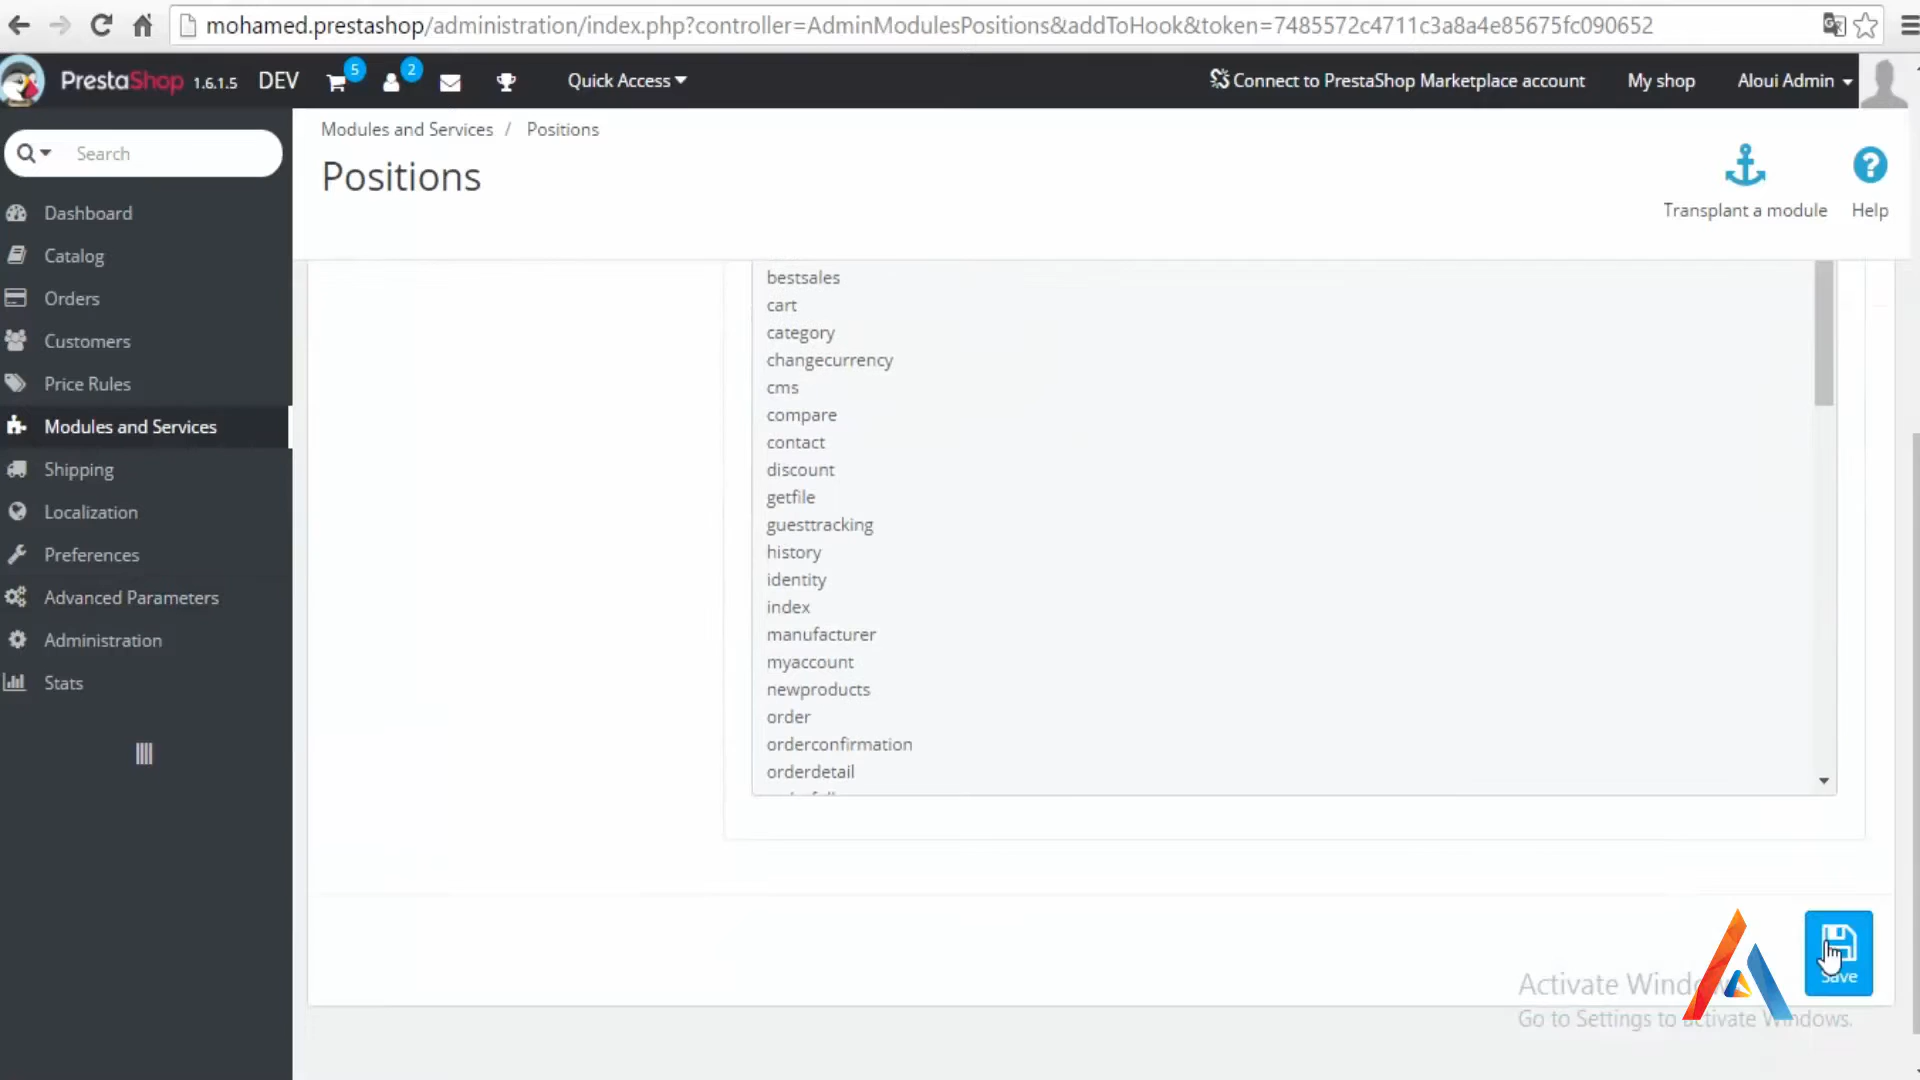 mohamed.prestashop/administration/index.php?controller=AdminModulesPositions&addToHook&token=7485572c4711c3a8a4e85675fc090652
PrestaShop 1.6.1.5 DEV 5 2 Quick Access Connect to PrestaShop Marketplace account My shop Aloui Admin
Search
Dashboard
Catalog
Orders
Customers
Price Rules
Modules and Services
Shipping
Localization
Preferences
Advanced Parameters
Administration
Stats
Modules and Services / Positions
Positions
Transplant a module
Help
bestsales
cart
category
changecurrency
cms
compare
contact
discount
getfile
guesttracking
history
identity
index
manufacturer
myaccount
newproducts
order
orderconfirmation
orderdetail
Save
Activate Windows
Go to Settings to activate Windows.